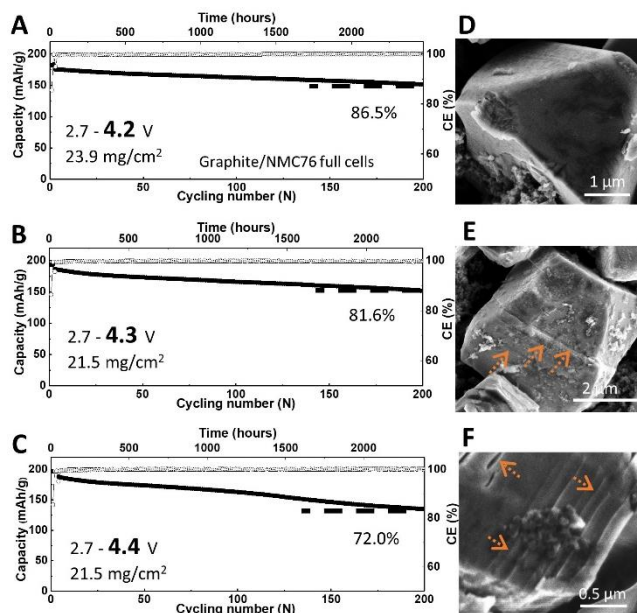 A
Time (hours)
0 500 1000 1500 2000
Capacity (mAh/g)
200
150
100
50
0
100
80
60
CE (%)
86.5%
2.7 - 4.2 V
23.9 mg/cm²
Graphite/NMC76 full cells
0 50 100 150 200
Cycling number (N)
B
Time (hours)
0 500 1000 1500 2000
Capacity (mAh/g)
200
150
100
50
0
100
80
60
CE (%)
81.6%
2.7 - 4.3 V
21.5 mg/cm²
0 50 100 150 200
Cycling number (N)
C
Time (hours)
0 500 1000 1500 2000
Capacity (mAh/g)
200
150
100
50
0
100
80
60
CE (%)
72.0%
2.7 - 4.4 V
21.5 mg/cm²
0 50 100 150 200
Cycling number (N)
D
1 μm
E
2 μm
F
0.5 μm